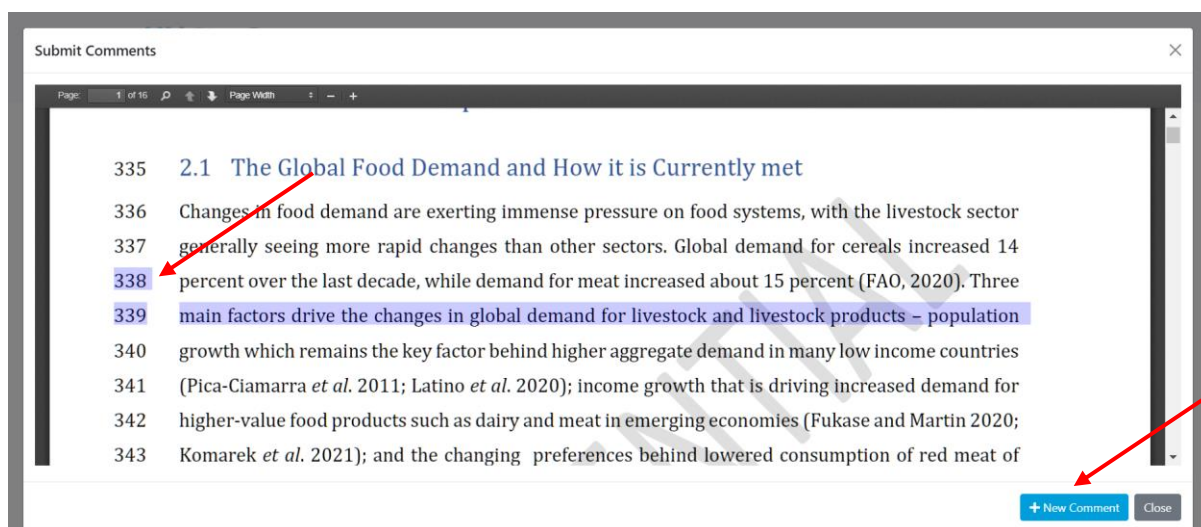 Submit Comments
×
Page: 1 of 16 Page Width − +
335 2.1 The Global Food Demand and How it is Currently met
336 Changes in food demand are exerting immense pressure on food systems, with the livestock sector
337 generally seeing more rapid changes than other sectors. Global demand for cereals increased 14
338 percent over the last decade, while demand for meat increased about 15 percent (FAO, 2020). Three
339 main factors drive the changes in global demand for livestock and livestock products – population
340 growth which remains the key factor behind higher aggregate demand in many low income countries
341 (Pica-Ciamarra et al. 2011; Latino et al. 2020); income growth that is driving increased demand for
342 higher-value food products such as dairy and meat in emerging economies (Fukase and Martin 2020;
343 Komarek et al. 2021); and the changing preferences behind lowered consumption of red meat of
ENTIAL
+ New Comment Close